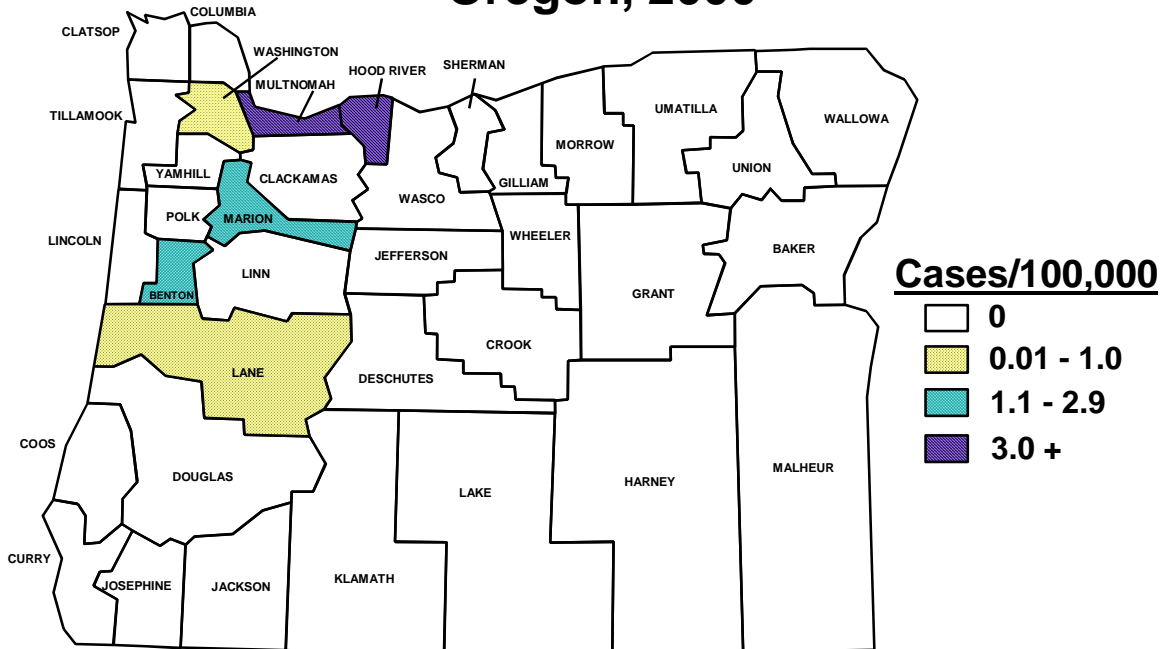 COLUMBIA
CLATSOP
WASHINGTON
SHERMAN
HOOD RIVER
MULTNOMAH
TILLAMOOK
UMATILLA
WALLOWA
MORROW
UNION
YAMHILL
CLACKAMAS
GILLIAM
WASCO
POLK
MARION
WHEELER
LINCOLN
JEFFERSON
BAKER
LINN
BENTON
GRANT
CROOK
LANE
DESCHUTES
COOS
DOUGLAS
LAKE
HARNEY
MALHEUR
CURRY
JOSEPHINE
JACKSON
KLAMATH
Cases/100,000
0
0.01 - 1.0
1.1 - 2.9
3.0 +